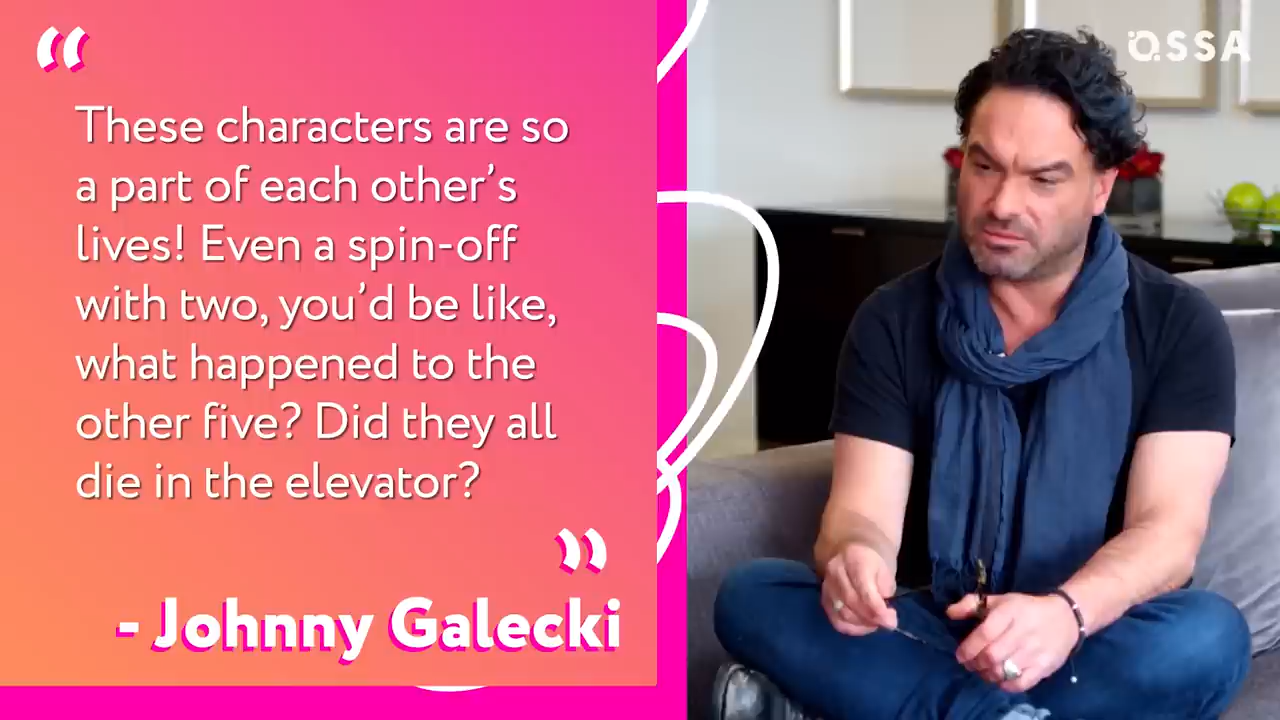 “
OSSA
These characters are so
a part of each other’s
lives! Even a spin-off
with two, you’d be like,
what happened to the
other five? Did they all
die in the elevator?
”
- Johnny Galecki